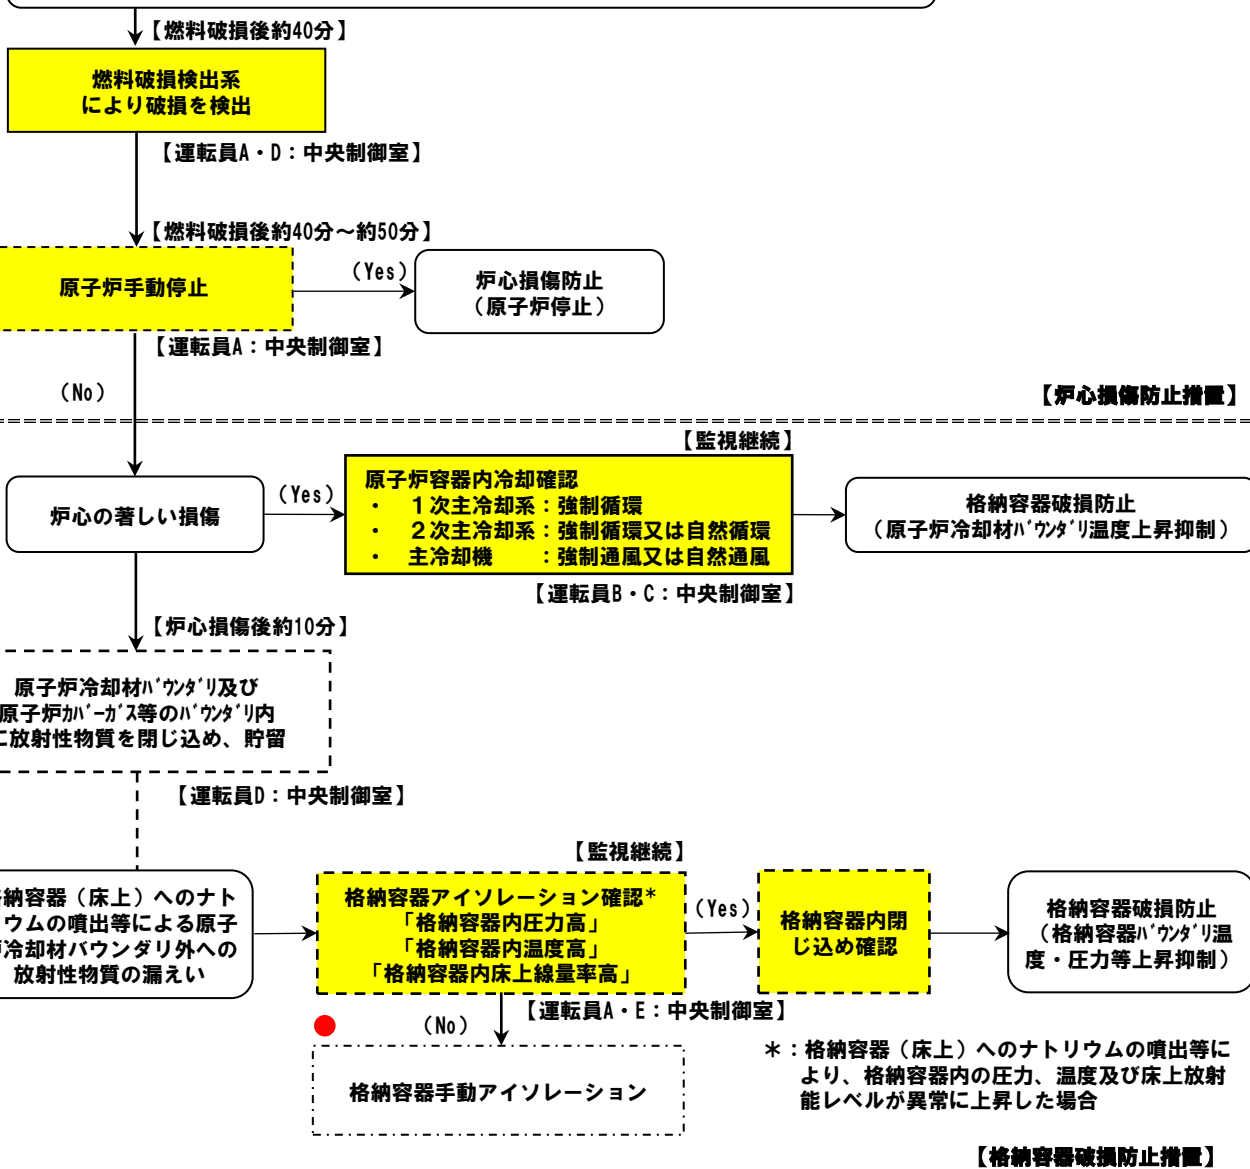 【燃料破損後約40分】
燃料破損検出系
により破損を検出
【運転員A・D：中央制御室】
【燃料破損後約40分～約50分】
原子炉手動停止
（Yes）
炉心損傷防止
（原子炉停止）
【運転員A：中央制御室】
（No）
【炉心損傷防止措置】
【監視継続】
炉心の著しい損傷
（Yes）
原子炉容器内冷却確認
・ １次主冷却系：強制循環
・ ２次主冷却系：強制循環又は自然循環
・ 主冷却機　　：強制通風又は自然通風
格納容器破損防止
（原子炉冷却材ﾊﾞｳﾝﾀﾞﾘ温度上昇抑制）
【運転員B・C：中央制御室】
【炉心損傷後約10分】
原子炉冷却材ﾊﾞｳﾝﾀﾞﾘ及び
原子炉ｶﾊﾞｰｶﾞｽ等のﾊﾞｳﾝﾀﾞﾘ内
に放射性物質を閉じ込め、貯留
【運転員D：中央制御室】
【監視継続】
格納容器（床上）へのナト
リウムの噴出等による原子
炉冷却材バウンダリ外への
放射性物質の漏えい
格納容器アイソレーション確認＊
「格納容器内圧力高」
「格納容器内温度高」
「格納容器内床上線量率高」
（Yes）
格納容器内閉
じ込め確認
格納容器破損防止
（格納容器ﾊﾞｳﾝﾀﾞﾘ温
度・圧力等上昇抑制）
【運転員A・E：中央制御室】
（No）
格納容器手動アイソレーション
＊：格納容器（床上）へのナトリウムの噴出等に
より、格納容器内の圧力、温度及び床上放射
能レベルが異常に上昇した場合
【格納容器破損防止措置】